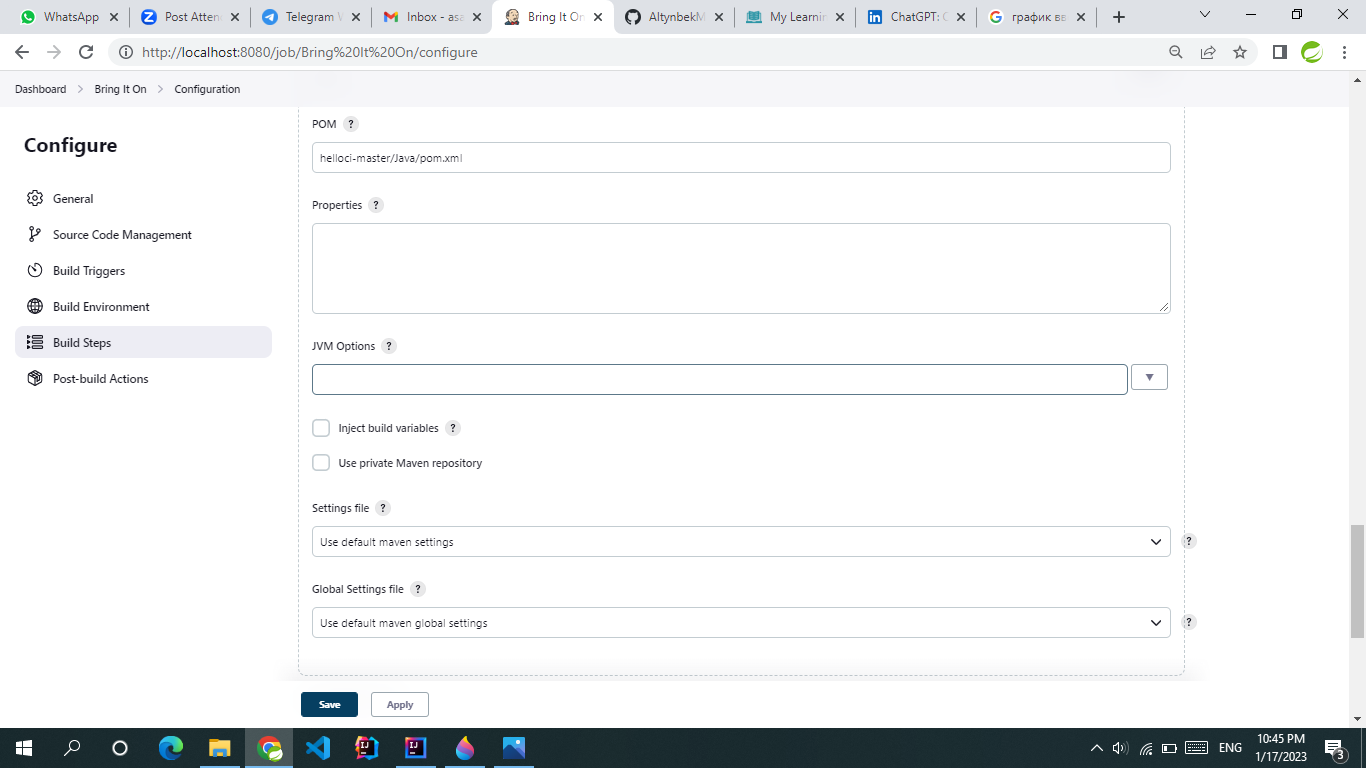 WhatsApp
Post Atten
Telegram W
Inbox - asa
Bring It On
AltynbekM
My Learnin
ChatGPT: O
график вв
http://localhost:8080/job/Bring%20It%20On/configure
Dashboard > Bring It On > Configuration
Configure
General
Source Code Management
Build Triggers
Build Environment
Build Steps
Post-build Actions
POM ?
helloci-master/Java/pom.xml
Properties ?
JVM Options ?
Inject build variables ?
Use private Maven repository
Settings file ?
Use default maven settings
?
Global Settings file ?
Use default maven global settings
?
Save
Apply
ENG
10:45 PM
1/17/2023
3